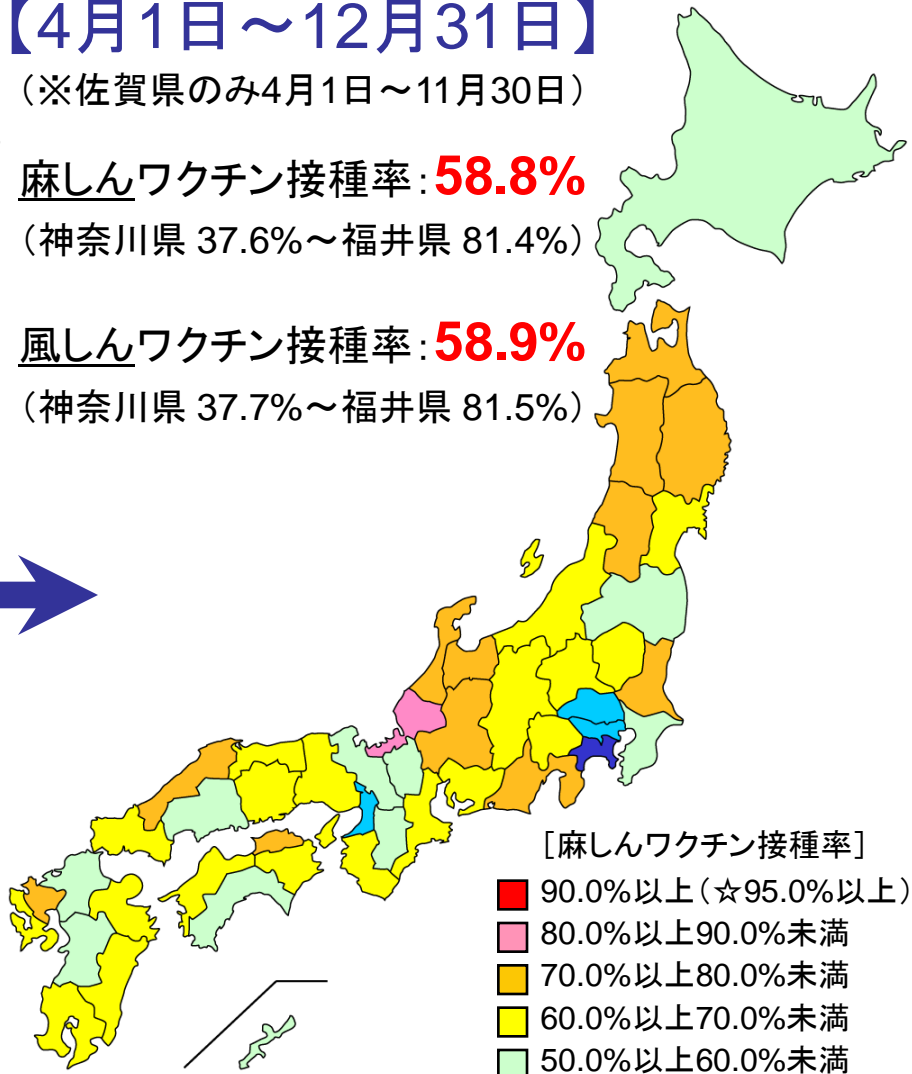 【4月1日～12月31日】
（※佐賀県のみ4月1日～11月30日）
麻しんワクチン接種率：58.8%
（神奈川県 37.6%～福井県 81.4%）
風しんワクチン接種率：58.9%
（神奈川県 37.7%～福井県 81.5%）
［麻しんワクチン接種率］
90.0%以上（☆95.0%以上）
80.0%以上90.0%未満
70.0%以上80.0%未満
60.0%以上70.0%未満
50.0%以上60.0%未満